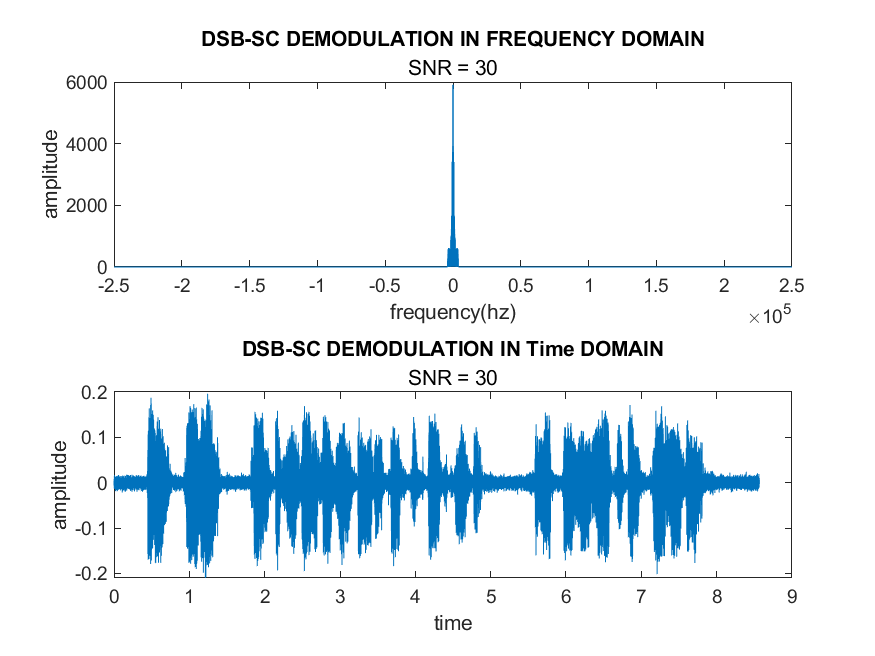 DSB-SC DEMODULATION IN FREQUENCY DOMAIN
SNR = 30
6000
4000
2000
0
amplitude
-2.5 -2 -1.5 -1 -0.5 0 0.5 1 1.5 2 2.5
frequency(hz)
×10⁵
DSB-SC DEMODULATION IN Time DOMAIN
SNR = 30
0.2
0.1
0
-0.1
-0.2
amplitude
0 1 2 3 4 5 6 7 8 9
time